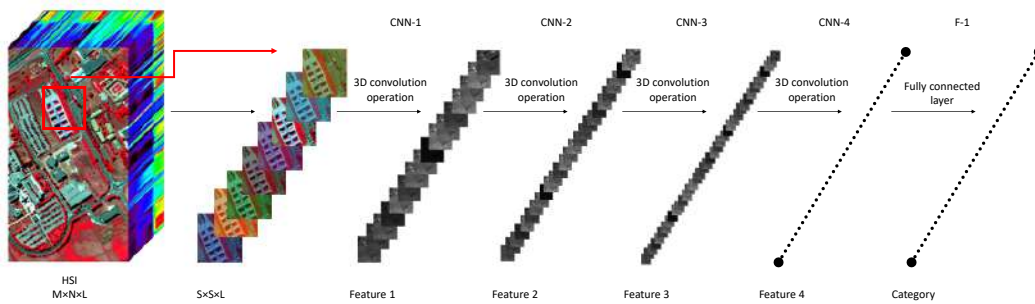 CNN-1
CNN-2
CNN-3
CNN-4
F-1
3D convolution
operation
3D convolution
operation
3D convolution
operation
3D convolution
operation
Fully connected
layer
HSI
M×N×L
S×S×L
Feature 1
Feature 2
Feature 3
Feature 4
Category